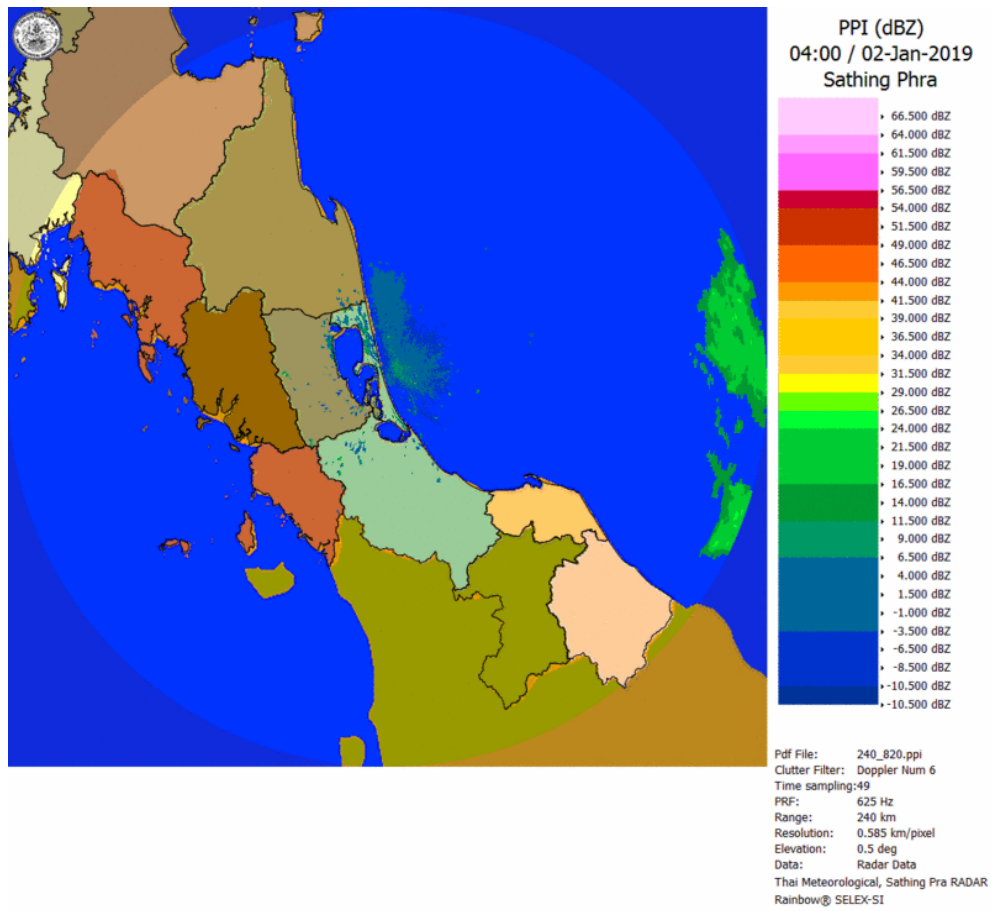 PPI (dBZ)
04:00 / 02-Jan-2019
Sathing Phra
66.500 dBZ
64.000 dBZ
61.500 dBZ
59.500 dBZ
56.500 dBZ
54.000 dBZ
51.500 dBZ
49.000 dBZ
46.500 dBZ
44.000 dBZ
41.500 dBZ
39.000 dBZ
36.500 dBZ
34.000 dBZ
31.500 dBZ
29.000 dBZ
26.500 dBZ
24.000 dBZ
21.500 dBZ
19.000 dBZ
16.500 dBZ
14.000 dBZ
11.500 dBZ
9.000 dBZ
6.500 dBZ
4.000 dBZ
1.500 dBZ
-1.000 dBZ
-3.500 dBZ
-6.500 dBZ
-8.500 dBZ
-10.500 dBZ
-10.500 dBZ
Pdf File: 240_820.ppi
Clutter Filter: Doppler Num 6
Time sampling:49
PRF: 625 Hz
Range: 240 km
Resolution: 0.585 km/pixel
Elevation: 0.5 deg
Data: Radar Data
Thai Meteorological, Sathing Pra RADAR
Rainbow® SELEX-SI